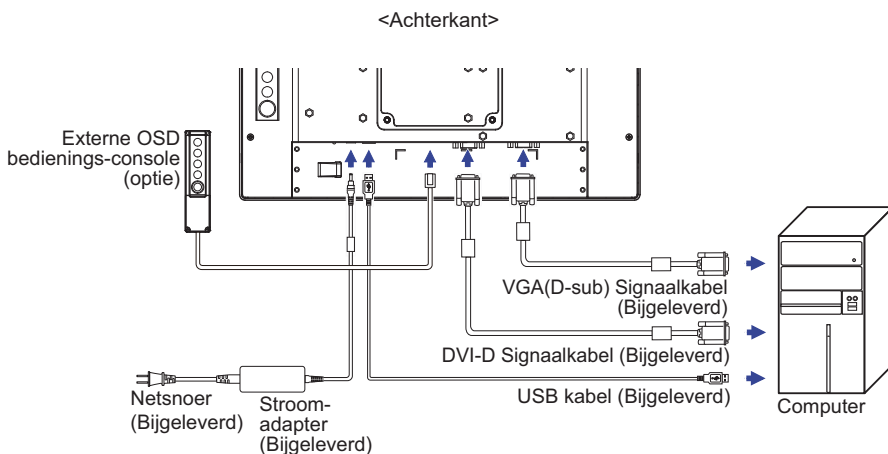 <Achterkant>
Externe OSD
bedienings-console
(optie)
VGA(D-sub) Signaalkabel
(Bijgeleverd)
DVI-D Signaalkabel (Bijgeleverd)
USB kabel (Bijgeleverd)
Computer
Netsnoer
(Bijgeleverd)
Stroom-
adapter
(Bijgeleverd)